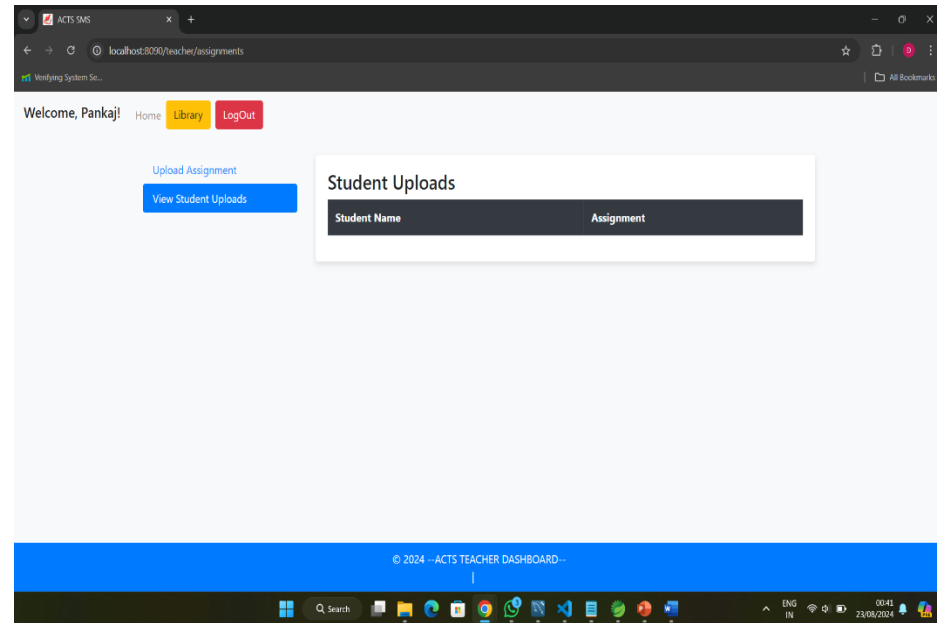 ACTS SMS
localhost:8090/teacher/assignments
Verifying System Se...
All Bookmarks
Welcome, Pankaj! Home Library LogOut
Upload Assignment
View Student Uploads
Student Uploads
Student Name Assignment
© 2024 --ACTS TEACHER DASHBOARD--
|
Search
ENG
IN
00:41
23/08/2024